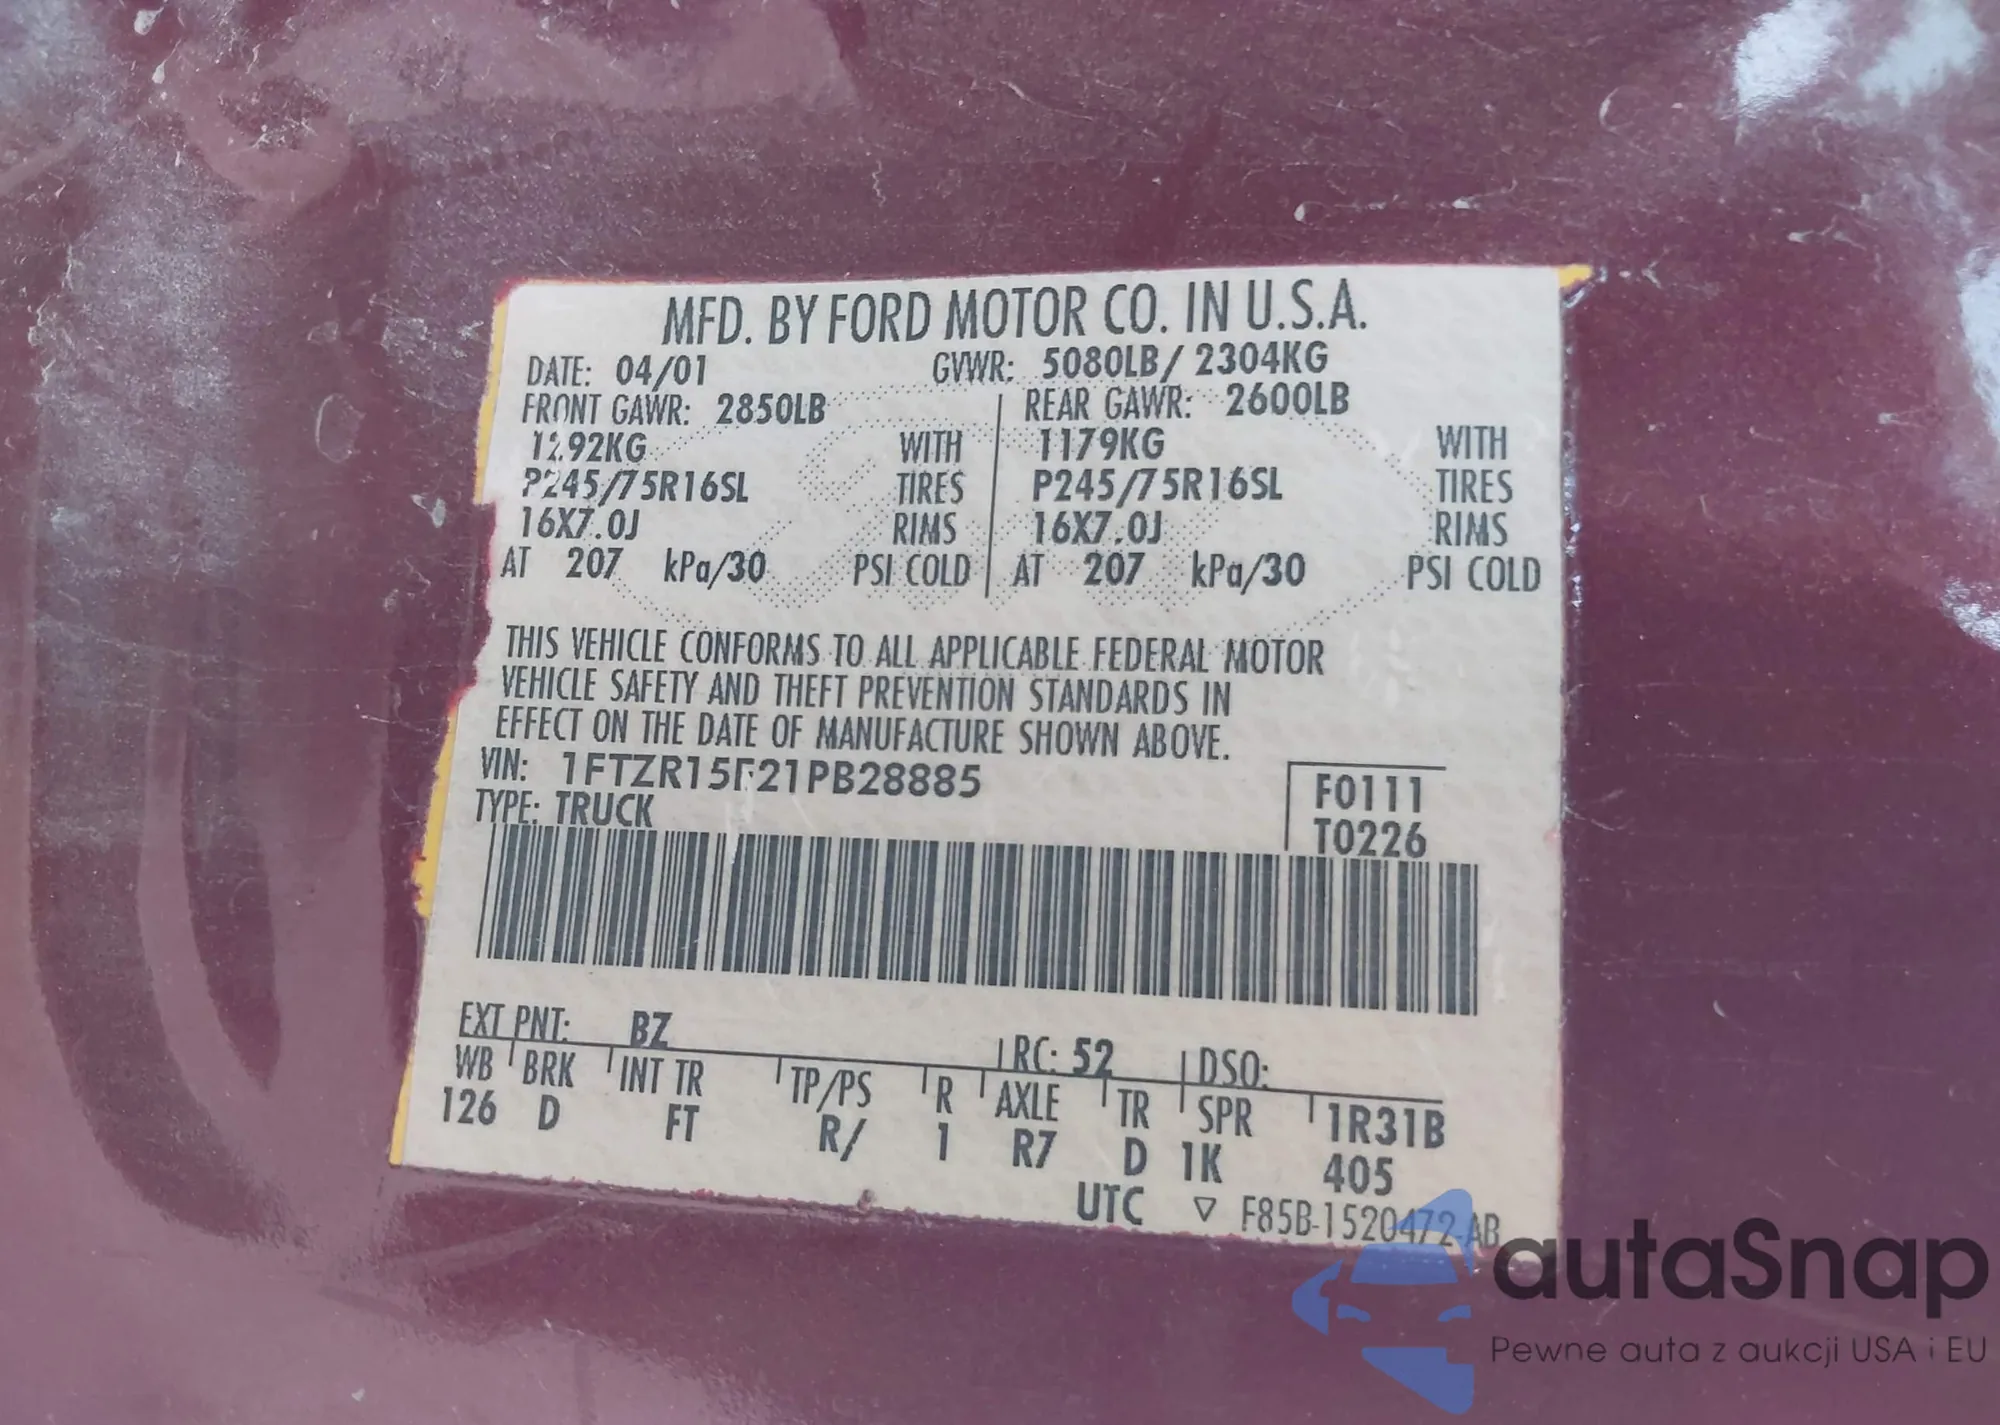 MFD. BY FORD MOTOR CO. IN U.S.A.
DATE: 04/01 GVWR: 5080LB/ 2304KG
FRONT GAWR: 2850LB REAR GAWR: 2600LB
1292KG WITH 1179KG WITH
P245/75R16SL TIRES P245/75R16SL TIRES
16X7.0J RIMS 16X7.0J RIMS
AT 207 kPa/30 PSI COLD AT 207 kPa/30 PSI COLD
THIS VEHICLE CONFORMS TO ALL APPLICABLE FEDERAL MOTOR
VEHICLE SAFETY AND THEFT PREVENTION STANDARDS IN
EFFECT ON THE DATE OF MANUFACTURE SHOWN ABOVE.
VIN: F0111
TYPE: TRUCK T0226
EXT PNT: BZ RC: 52 DSO:
WB BRK INT TR TP/PS R AXLE TR SPR 1R31B
126 D FT R/ 1 R7 D 1K 405
UTC ▽ F85B-1520472-AB
autaSnap
Pewne auta z aukcji USA i EU